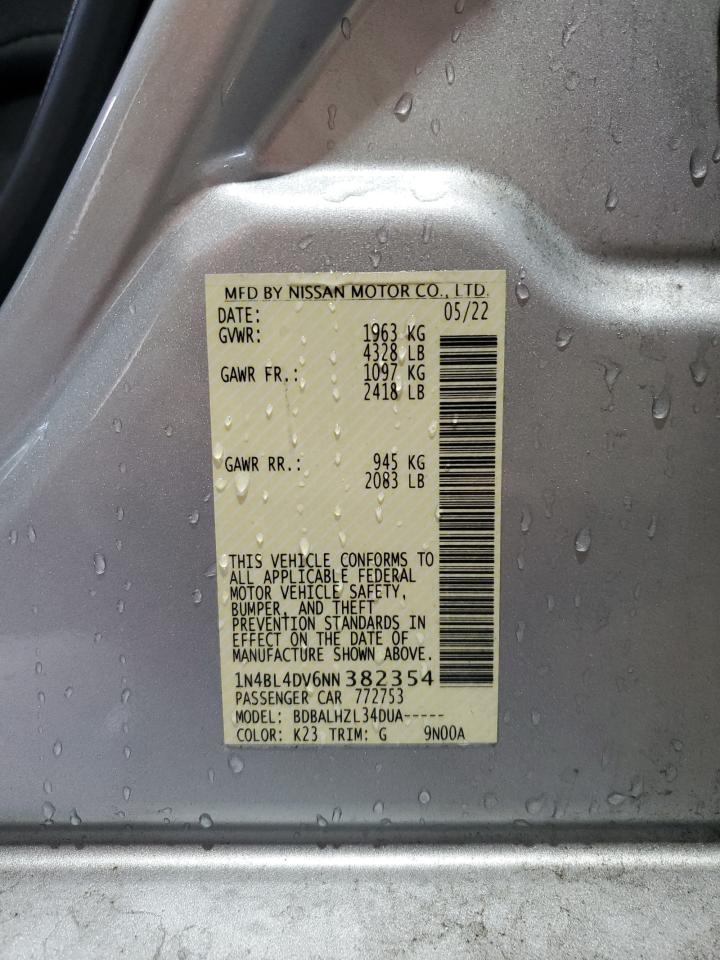 MFD BY NISSAN MOTOR CO., LTD.
DATE: 05/22
GVWR: 1963 KG
4328 LB
GAWR FR.: 1097 KG
2418 LB
GAWR RR.: 945 KG
2083 LB
THIS VEHICLE CONFORMS TO
ALL APPLICABLE FEDERAL
MOTOR VEHICLE SAFETY,
BUMPER, AND THEFT
PREVENTION STANDARDS IN
EFFECT ON THE DATE OF
MANUFACTURE SHOWN ABOVE.
1N4BL4DV6NN382354
PASSENGER CAR 772753
MODEL: BDBALHZL34DUA-----
COLOR: K23 TRIM: G 9N00A